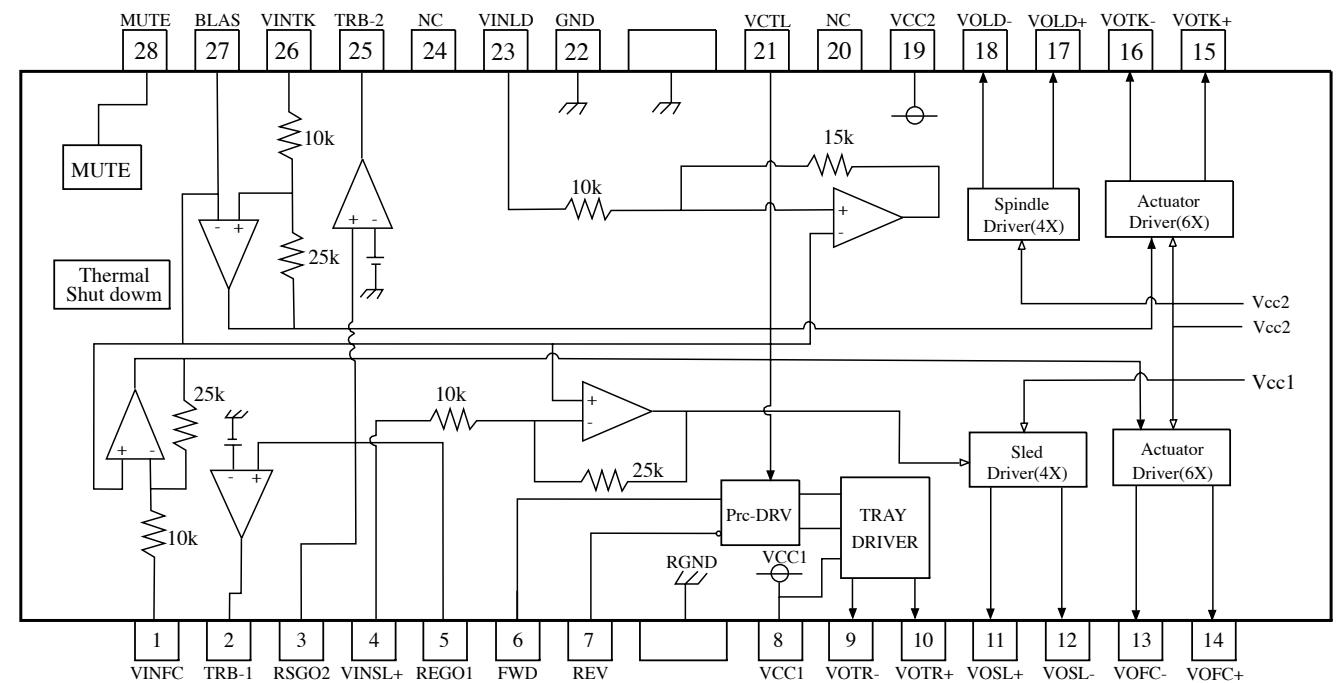 MUTE BLAS VINTK TRB-2 NC VINLD GND VCTL NC VCC2 VOLD- VOLD+ VOTK- VOTK+
28 27 26 25 24 23 22 21 20 19 18 17 16 15
10k
15k
MUTE
10k
+ -
- +
+
-
Spindle
Driver(4X)
Actuator
Driver(6X)
25k
Thermal
Shut dowm
Vcc2
Vcc2
Vcc1
25k
10k
+
-
+ -
- +
25k
Sled
Driver(4X)
Actuator
Driver(6X)
10k
Prc-DRV
TRAY
DRIVER
RGND
VCC1
1 2 3 4 5 6 7 8 9 10 11 12 13 14
VINFC TRB-1 RSGO2 VINSL+ REGO1 FWD REV VCC1 VOTR- VOTR+ VOSL+ VOSL- VOFC- VOFC+